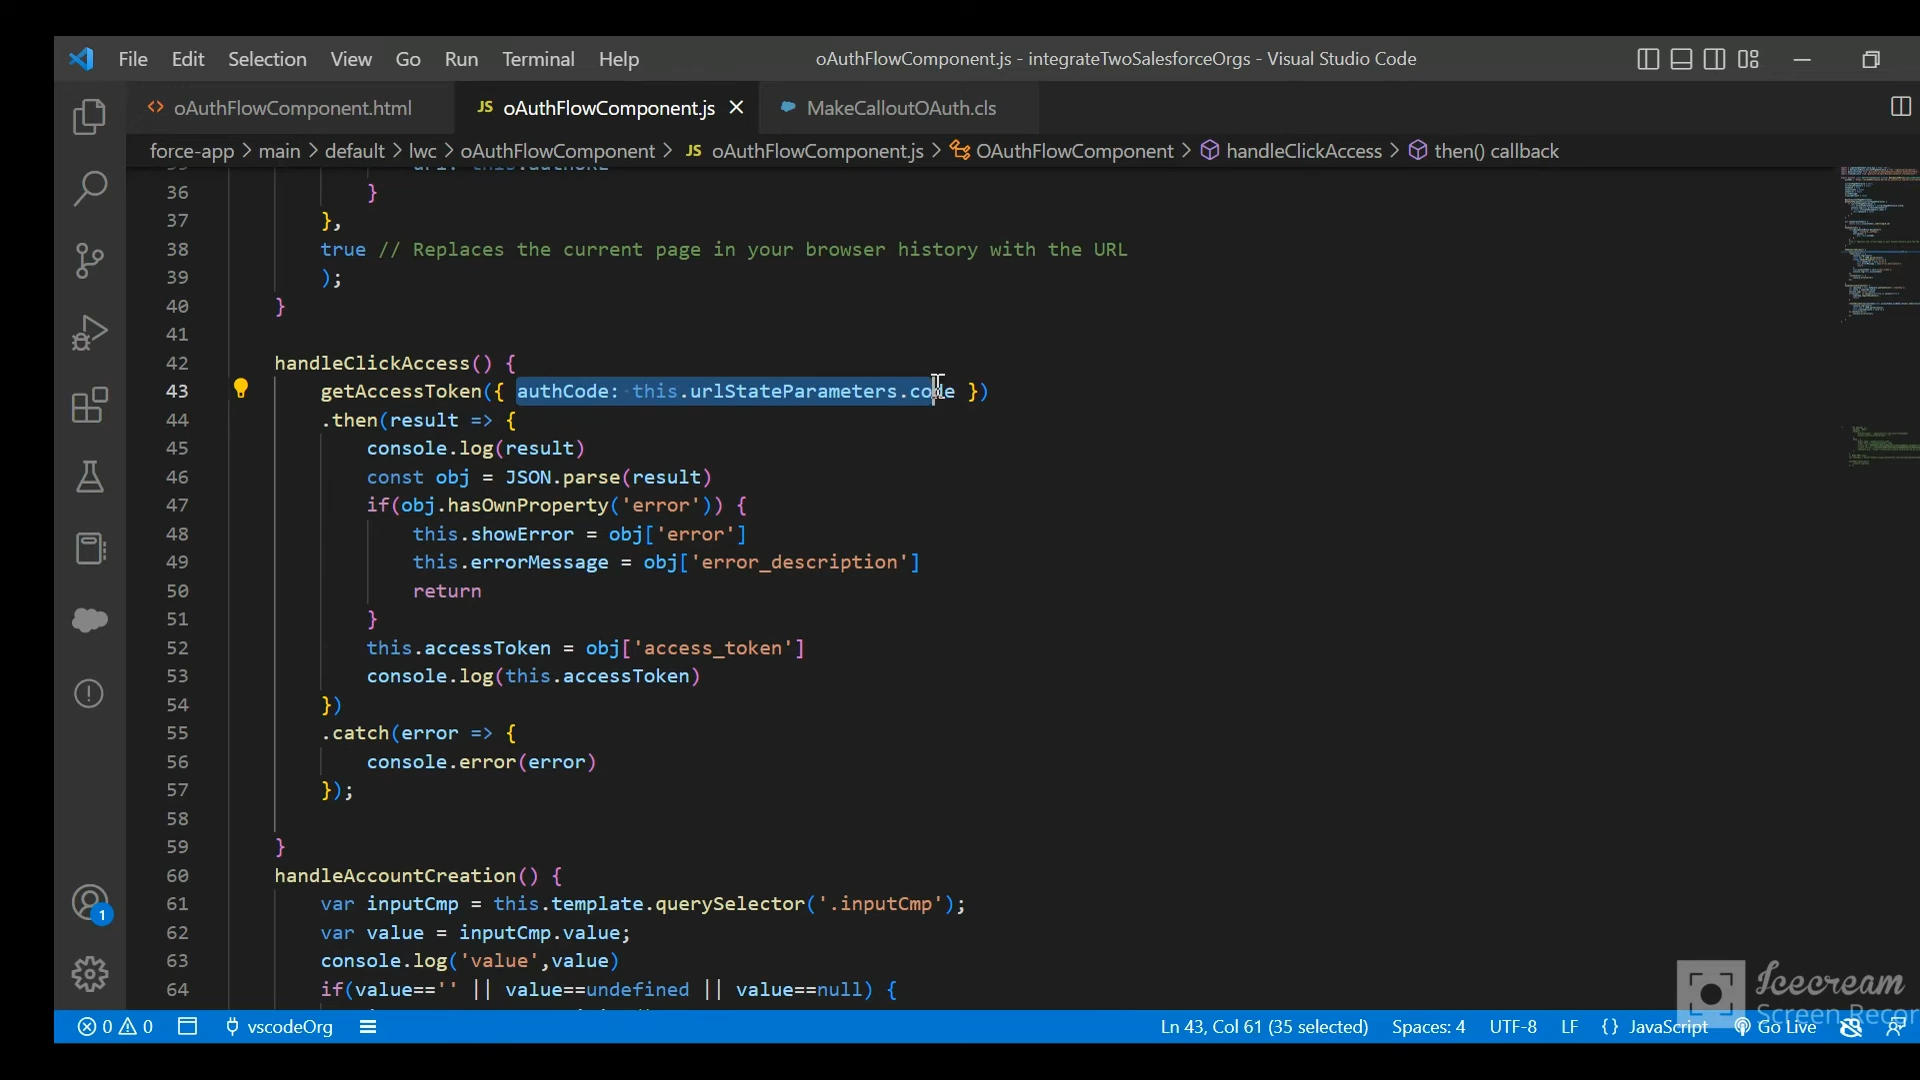 File Edit Selection View Go Run Terminal Help oAuthFlowComponent.js - integrateTwoSalesforceOrgs - Visual Studio Code
<> oAuthFlowComponent.html JS oAuthFlowComponent.js × MakeCalloutOAuth.cls
force-app > main > default > lwc > oAuthFlowComponent > JS oAuthFlowComponent.js > OAuthFlowComponent > handleClickAccess > then() callback
36 }
37 },
38 true // Replaces the current page in your browser history with the URL
39 );
40 }
41
42 handleClickAccess() {
43 getAccessToken({ authCode: this.urlStateParameters.code })
44 .then(result => {
45 console.log(result)
46 const obj = JSON.parse(result)
47 if(obj.hasOwnProperty('error')) {
48 this.showError = obj['error']
49 this.errorMessage = obj['error_description']
50 return
51 }
52 this.accessToken = obj['access_token']
53 console.log(this.accessToken)
54 })
55 .catch(error => {
56 console.error(error)
57 });
58
59 }
60 handleAccountCreation() {
61 var inputCmp = this.template.querySelector('.inputCmp');
62 var value = inputCmp.value;
63 console.log('value',value)
64 if(value=='' || value==undefined || value==null) {
1
Icecream
Screen Recor
0 0 vscodeOrg Ln 43, Col 61 (35 selected) Spaces: 4 UTF-8 LF {} JavaScript Go Live